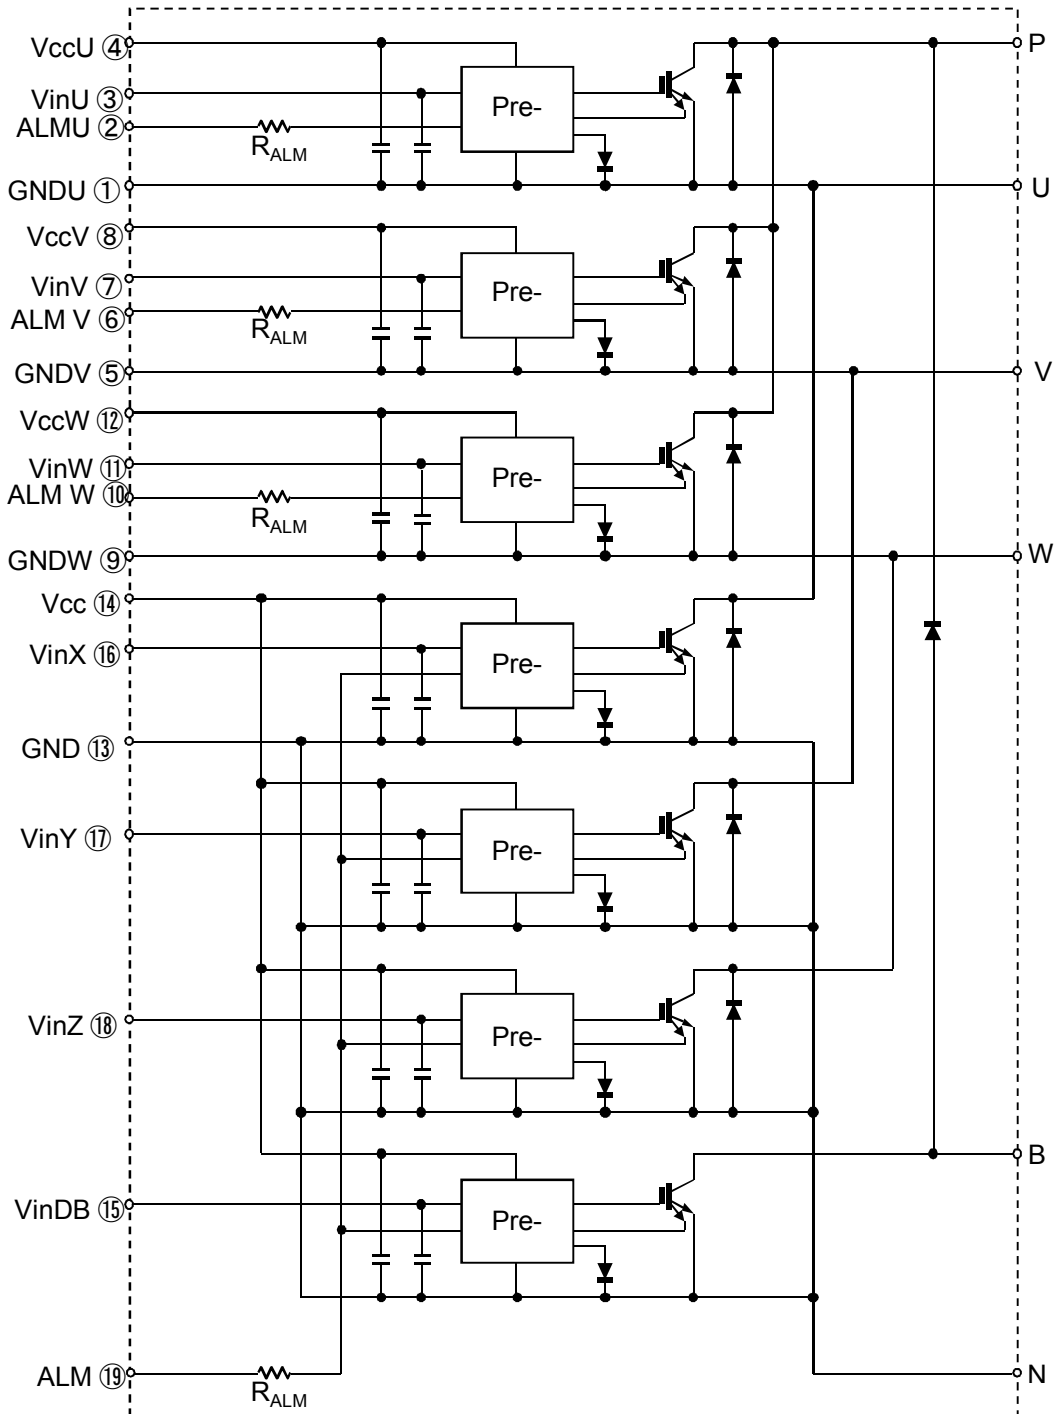 VccU ④
P
VinU ③
Pre-
ALMU ②
RALM
GNDU ①
U
VccV ⑧
VinV ⑦
Pre-
ALM V ⑥
RALM
GNDV ⑤
V
VccW ⑫
VinW ⑪
Pre-
ALM W ⑩
RALM
GNDW ⑨
W
Vcc ⑭
VinX ⑯
Pre-
GND ⑬
VinY ⑰
Pre-
VinZ ⑱
Pre-
B
VinDB ⑮
Pre-
ALM ⑲
RALM
N